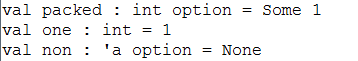 val packed : int option = Some 1
val one : int = 1
val non : 'a option = None